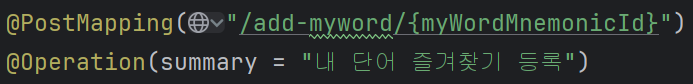 @PostMapping("/add-myword/{myWordMnemonicId}")
@Operation(summary = "내 단어 즐겨찾기 등록")